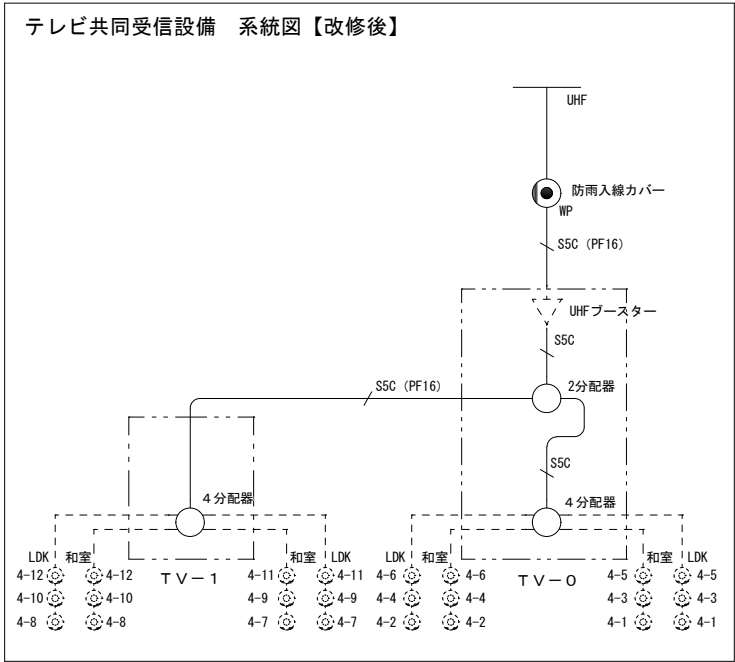 テレビ共同受信設備　系統図【改修後】
UHF
防雨入線カバー
WP
S5C (PF16)
UHFブースター
S5C
S5C (PF16)
2分配器
S5C
4分配器
4分配器
LDK 和室 和室 LDK LDK 和室 和室 LDK
4-12 4-12 TV-1 4-11 4-11 4-6 4-6 TV-0 4-5 4-5
4-10 4-10 4-9 4-9 4-4 4-4 4-3 4-3
4-8 4-8 4-7 4-7 4-2 4-2 4-1 4-1